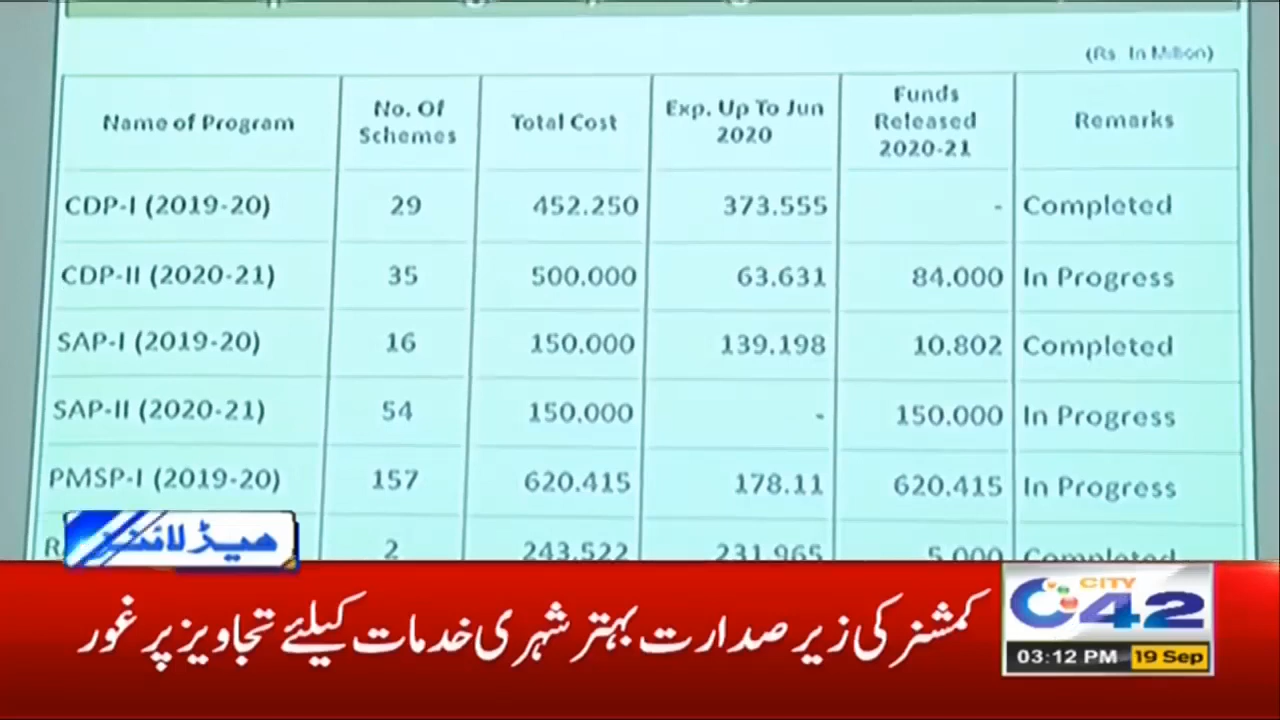 (Rs In Million)
Name of Program No. Of Schemes Total Cost Exp. Up To Jun 2020 Funds Released 2020-21 Remarks
CDP-I (2019-20) 29 452.250 373.555 - Completed
CDP-II (2020-21) 35 500.000 63.631 84.000 In Progress
SAP-I (2019-20) 16 150.000 139.198 10.802 Completed
SAP-II (2020-21) 54 150.000 - 150.000 In Progress
PMSP-I (2019-20) 157 620.415 178.11 620.415 In Progress
2 243.522 231.965 5.000 Completed
ہیڈ لائنز
کمشنر کی زیر صدارت بہتر شہری خدمات کیلئے تجاویز پر غور
CITY
42
03:12 PM 19 Sep